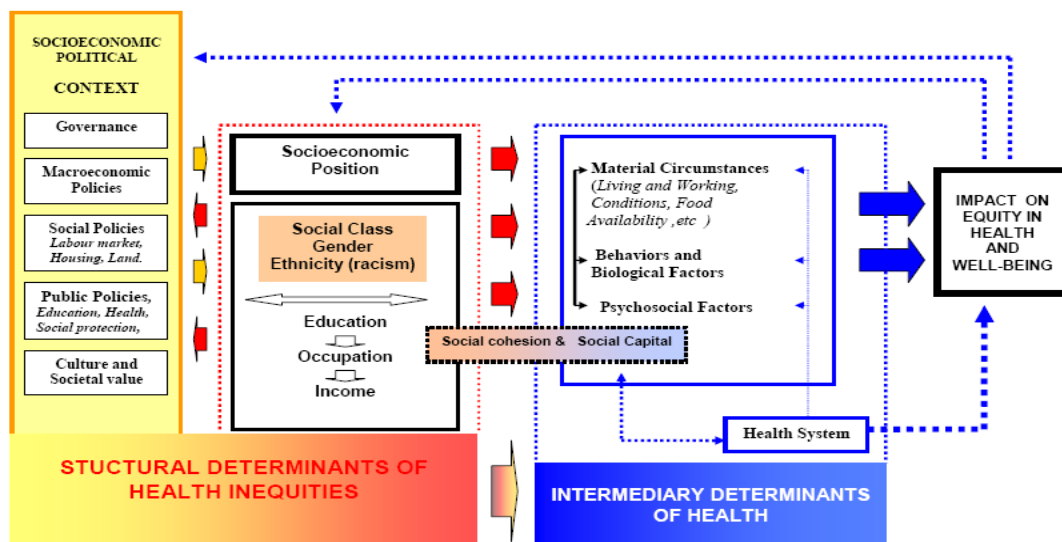 SOCIOECONOMIC
POLITICAL
CONTEXT
Governance
Macroeconomic
Policies
Social Policies
Labour market,
Housing, Land.
Public Policies,
Education, Health,
Social protection,
Culture and
Societal value
Socioeconomic
Position
Social Class
Gender
Ethnicity (racism)
Education
Occupation
Income
Social cohesion & Social Capital
Material Circumstances
(Living and Working,
Conditions, Food
Availability ,etc )
Behaviors and
Biological Factors
Psychosocial Factors
Health System
IMPACT ON
EQUITY IN
HEALTH
AND
WELL-BEING
STUCTURAL DETERMINANTS OF
HEALTH INEQUITIES
INTERMEDIARY DETERMINANTS
OF HEALTH